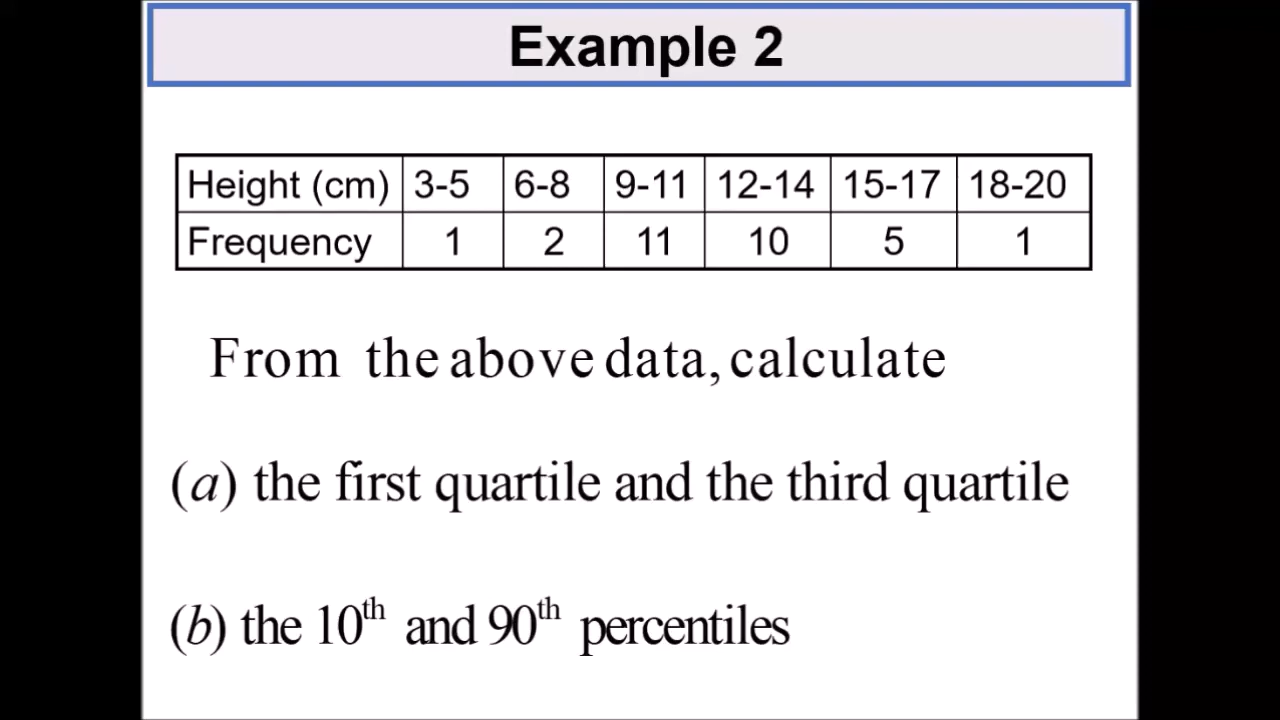 Example 2
Height (cm) 3-5 6-8 9-11 12-14 15-17 18-20
Frequency 1 2 11 10 5 1
From the above data, calculate
(a) the first quartile and the third quartile
(b) the 10th and 90th percentiles